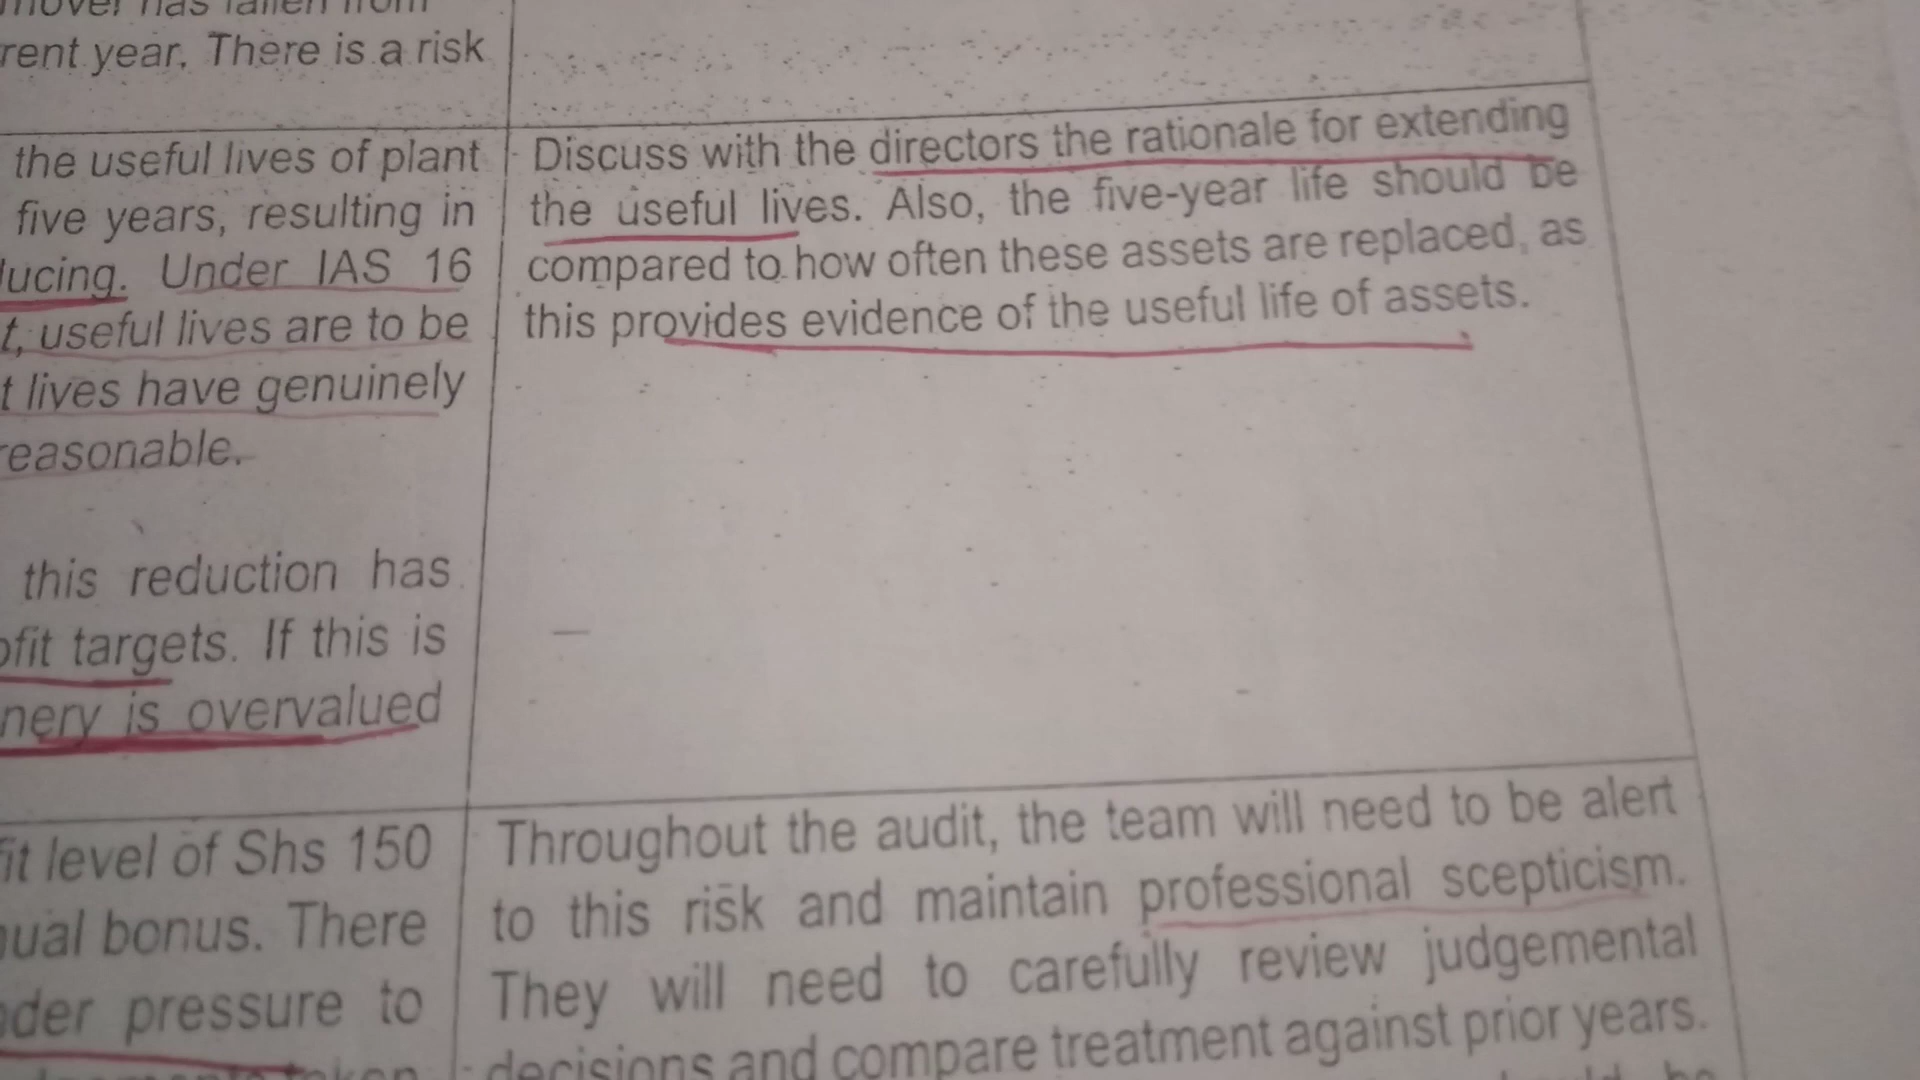 rent year. There is a risk
the useful lives of plant
five years, resulting in
ucing. Under IAS 16
t, useful lives are to be
t lives have genuinely
reasonable.
this reduction has
ofit targets. If this is
nery is overvalued
Discuss with the directors the rationale for extending
the useful lives. Also, the five-year life should be
compared to how often these assets are replaced, as
this provides evidence of the useful life of assets.
fit level of Shs 150
ual bonus. There
der pressure to
taken
Throughout the audit, the team will need to be alert
to this risk and maintain professional scepticism.
They will need to carefully review judgemental
decisions and compare treatment against prior years.